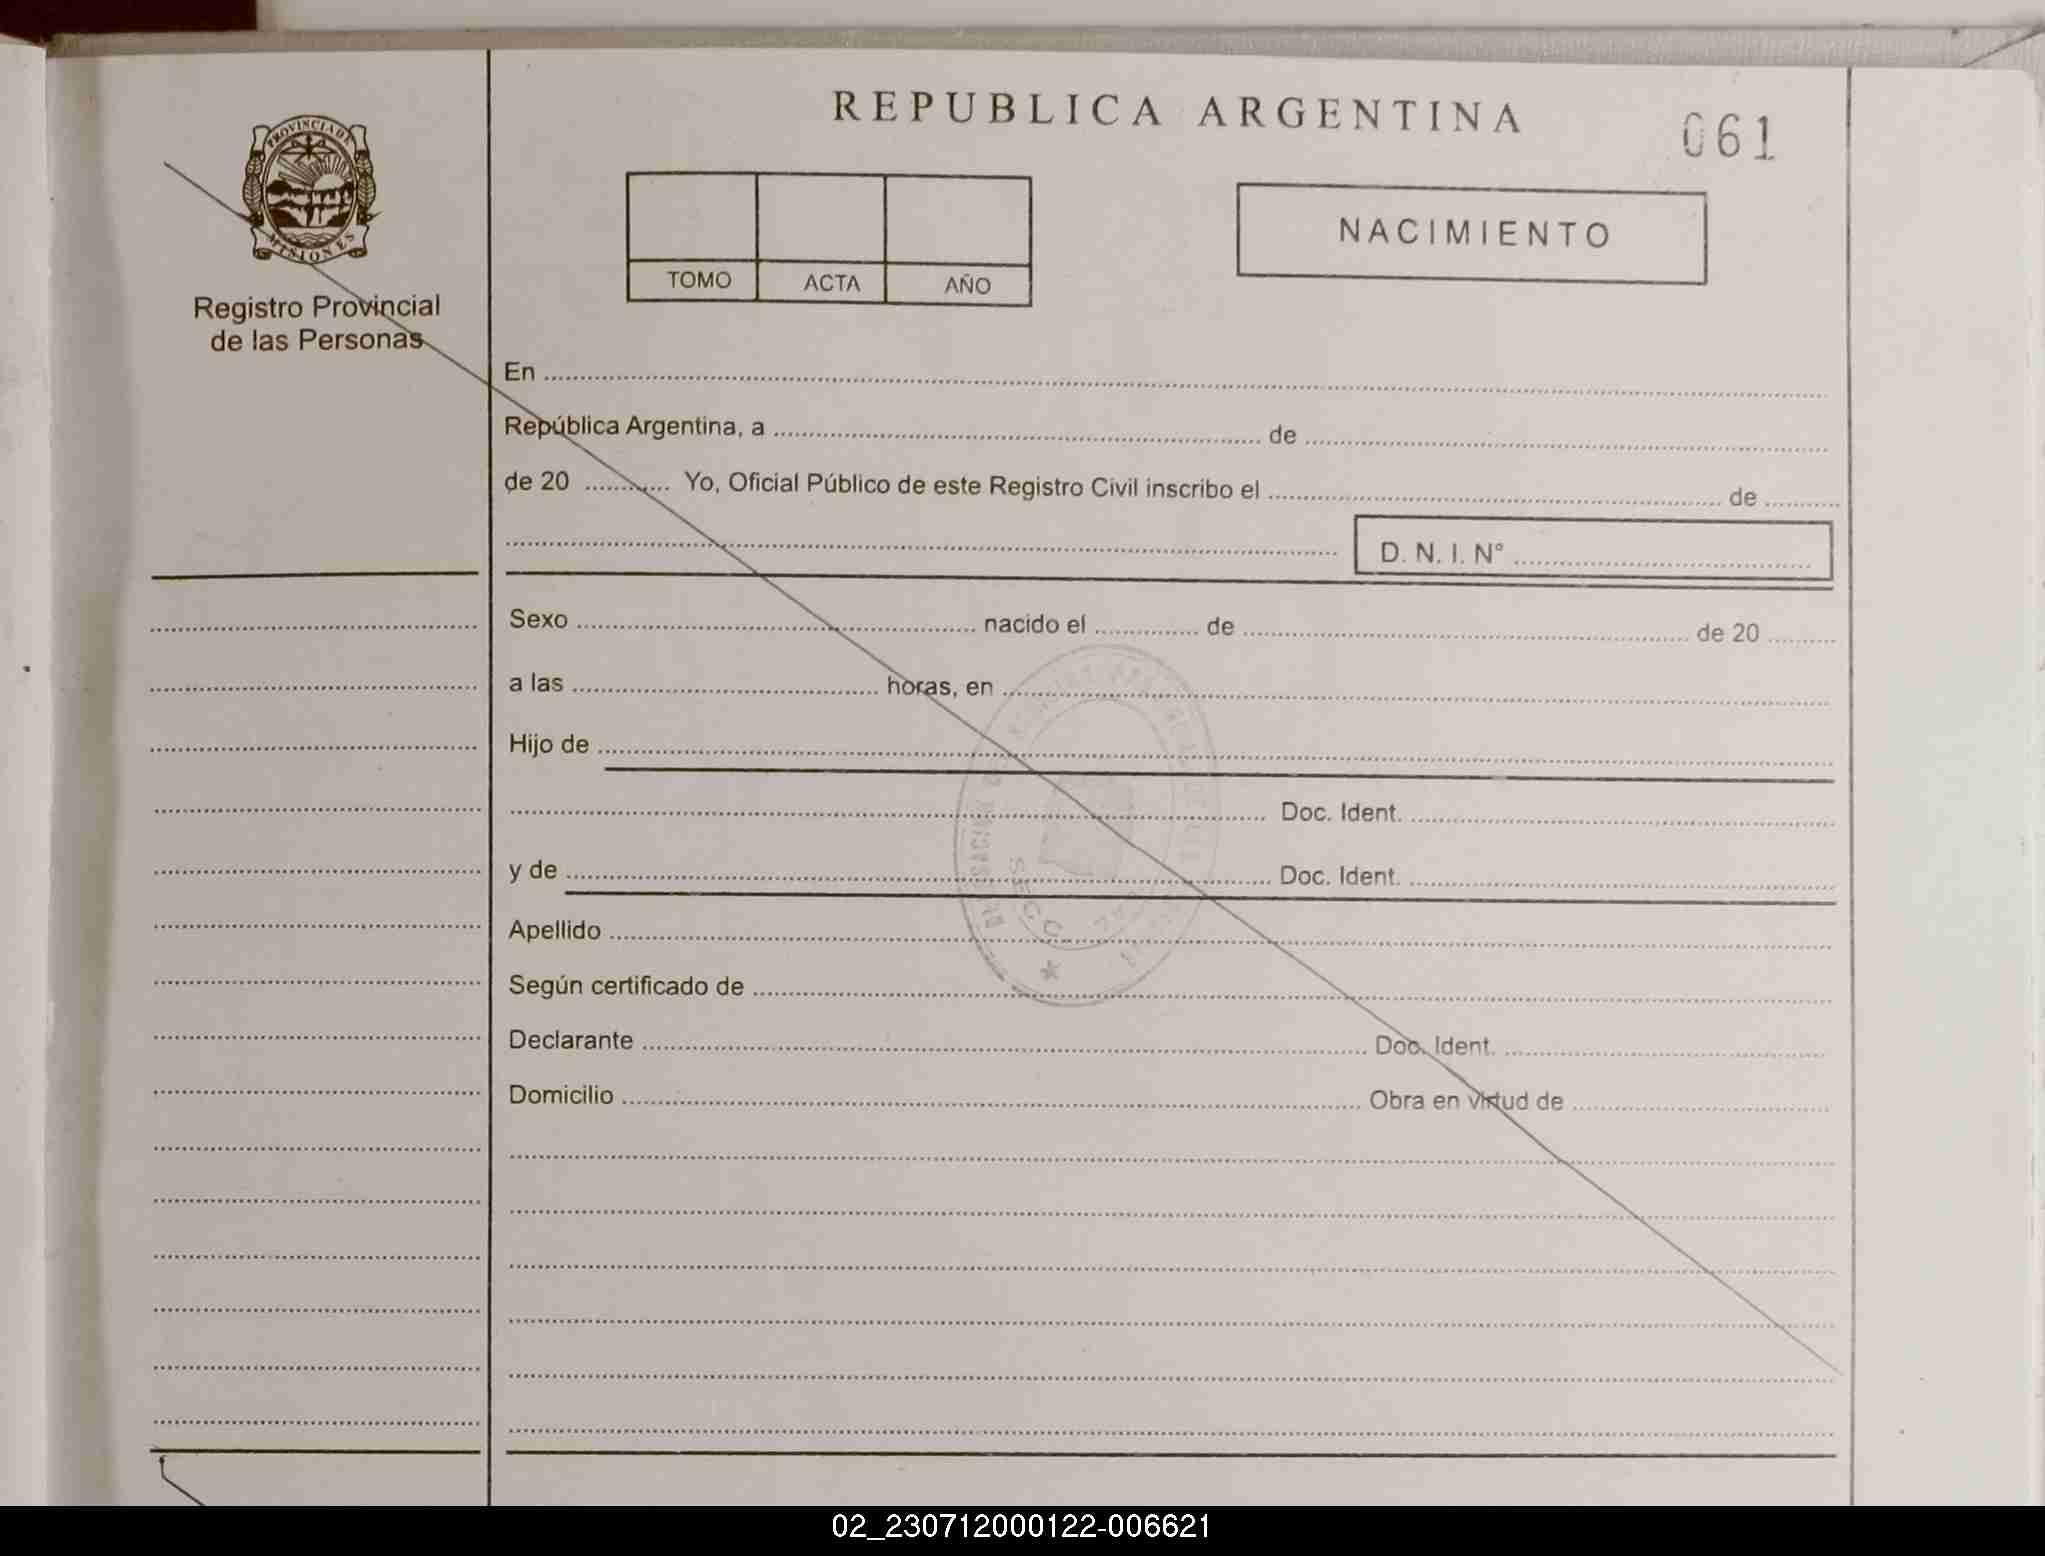 REPUBLICA ARGENTINA
061
PROVINCIA DE
MISIONES
Registro Provincial
de las Personas
TOMO ACTA AÑO
NACIMIENTO
En
República Argentina, a de
de 20 Yo, Oficial Público de este Registro Civil inscribo el de
D. N. I. N°
Sexo nacido el de de 20
a las horas, en
Hijo de
Doc. Ident.
y de Doc. Ident.
Apellido
Según certificado de
Declarante Doc. Ident.
Domicilio Obra en virtud de
02_230712000122-006621